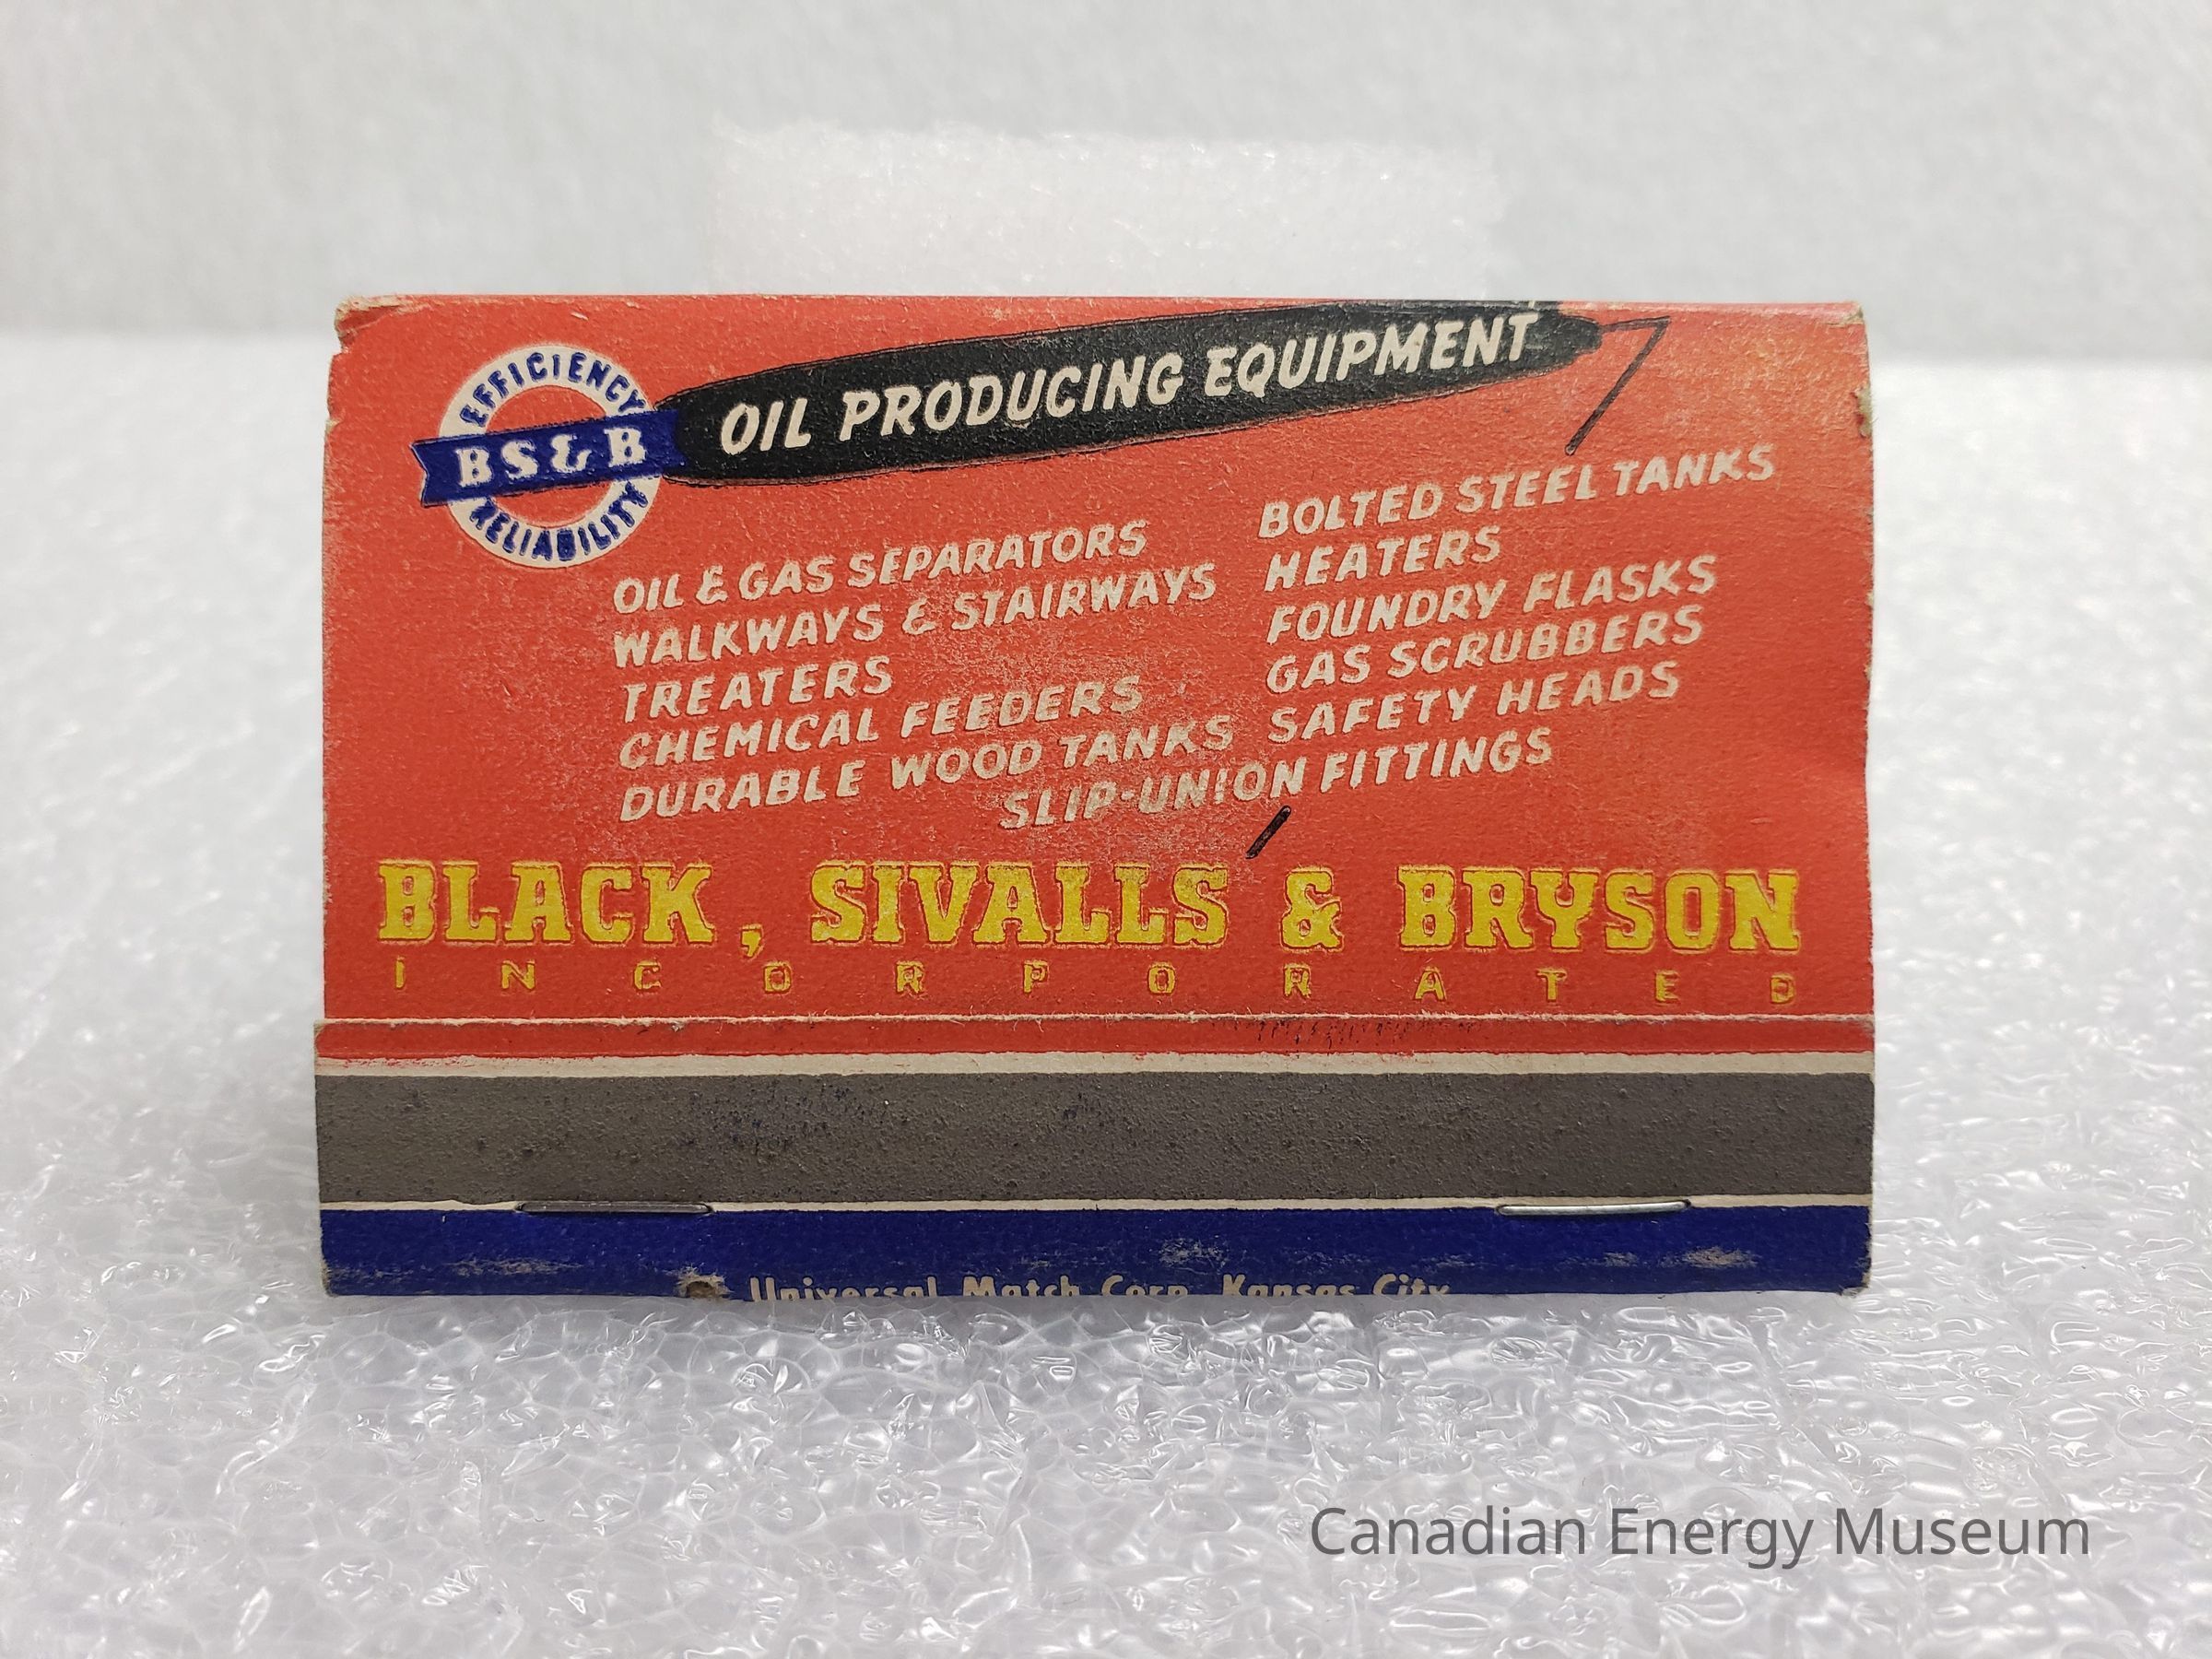 EFFICIENCY
BS&B
RELIABILITY
OIL PRODUCING EQUIPMENT
OIL & GAS SEPARATORS
WALKWAYS & STAIRWAYS
TREATERS
CHEMICAL FEEDERS
DURABLE WOOD TANKS
BOLTED STEEL TANKS
HEATERS
FOUNDRY FLASKS
GAS SCRUBBERS
SAFETY HEADS
SLIP-UNION FITTINGS
BLACK, SIVALLS & BRYSON
INCORPORATED
Universal Match Corp. Kansas City
Canadian Energy Museum